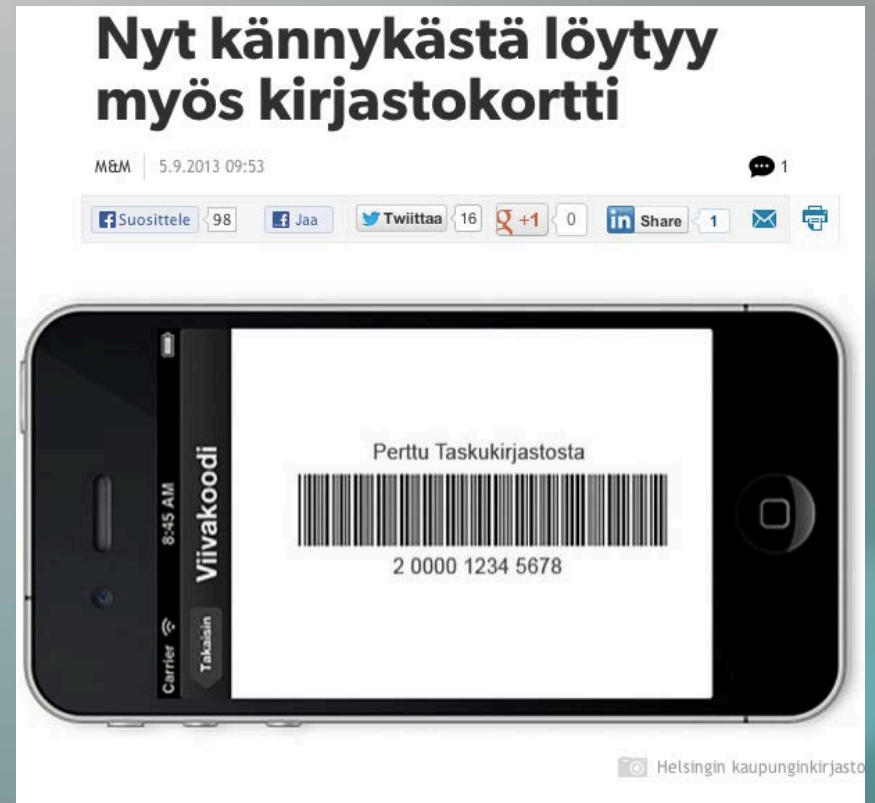 Nyt kännykästä löytyy
myös kirjastokortti
M&M 5.9.2013 09:53 1
Suosittele 98 Jaa Twiittaa 16 +1 0 in Share 1
Carrier 8:45 AM
Takaisin Viivakoodi
Perttu Taskukirjastosta
2 0000 1234 5678
Helsingin kaupunginkirjasto